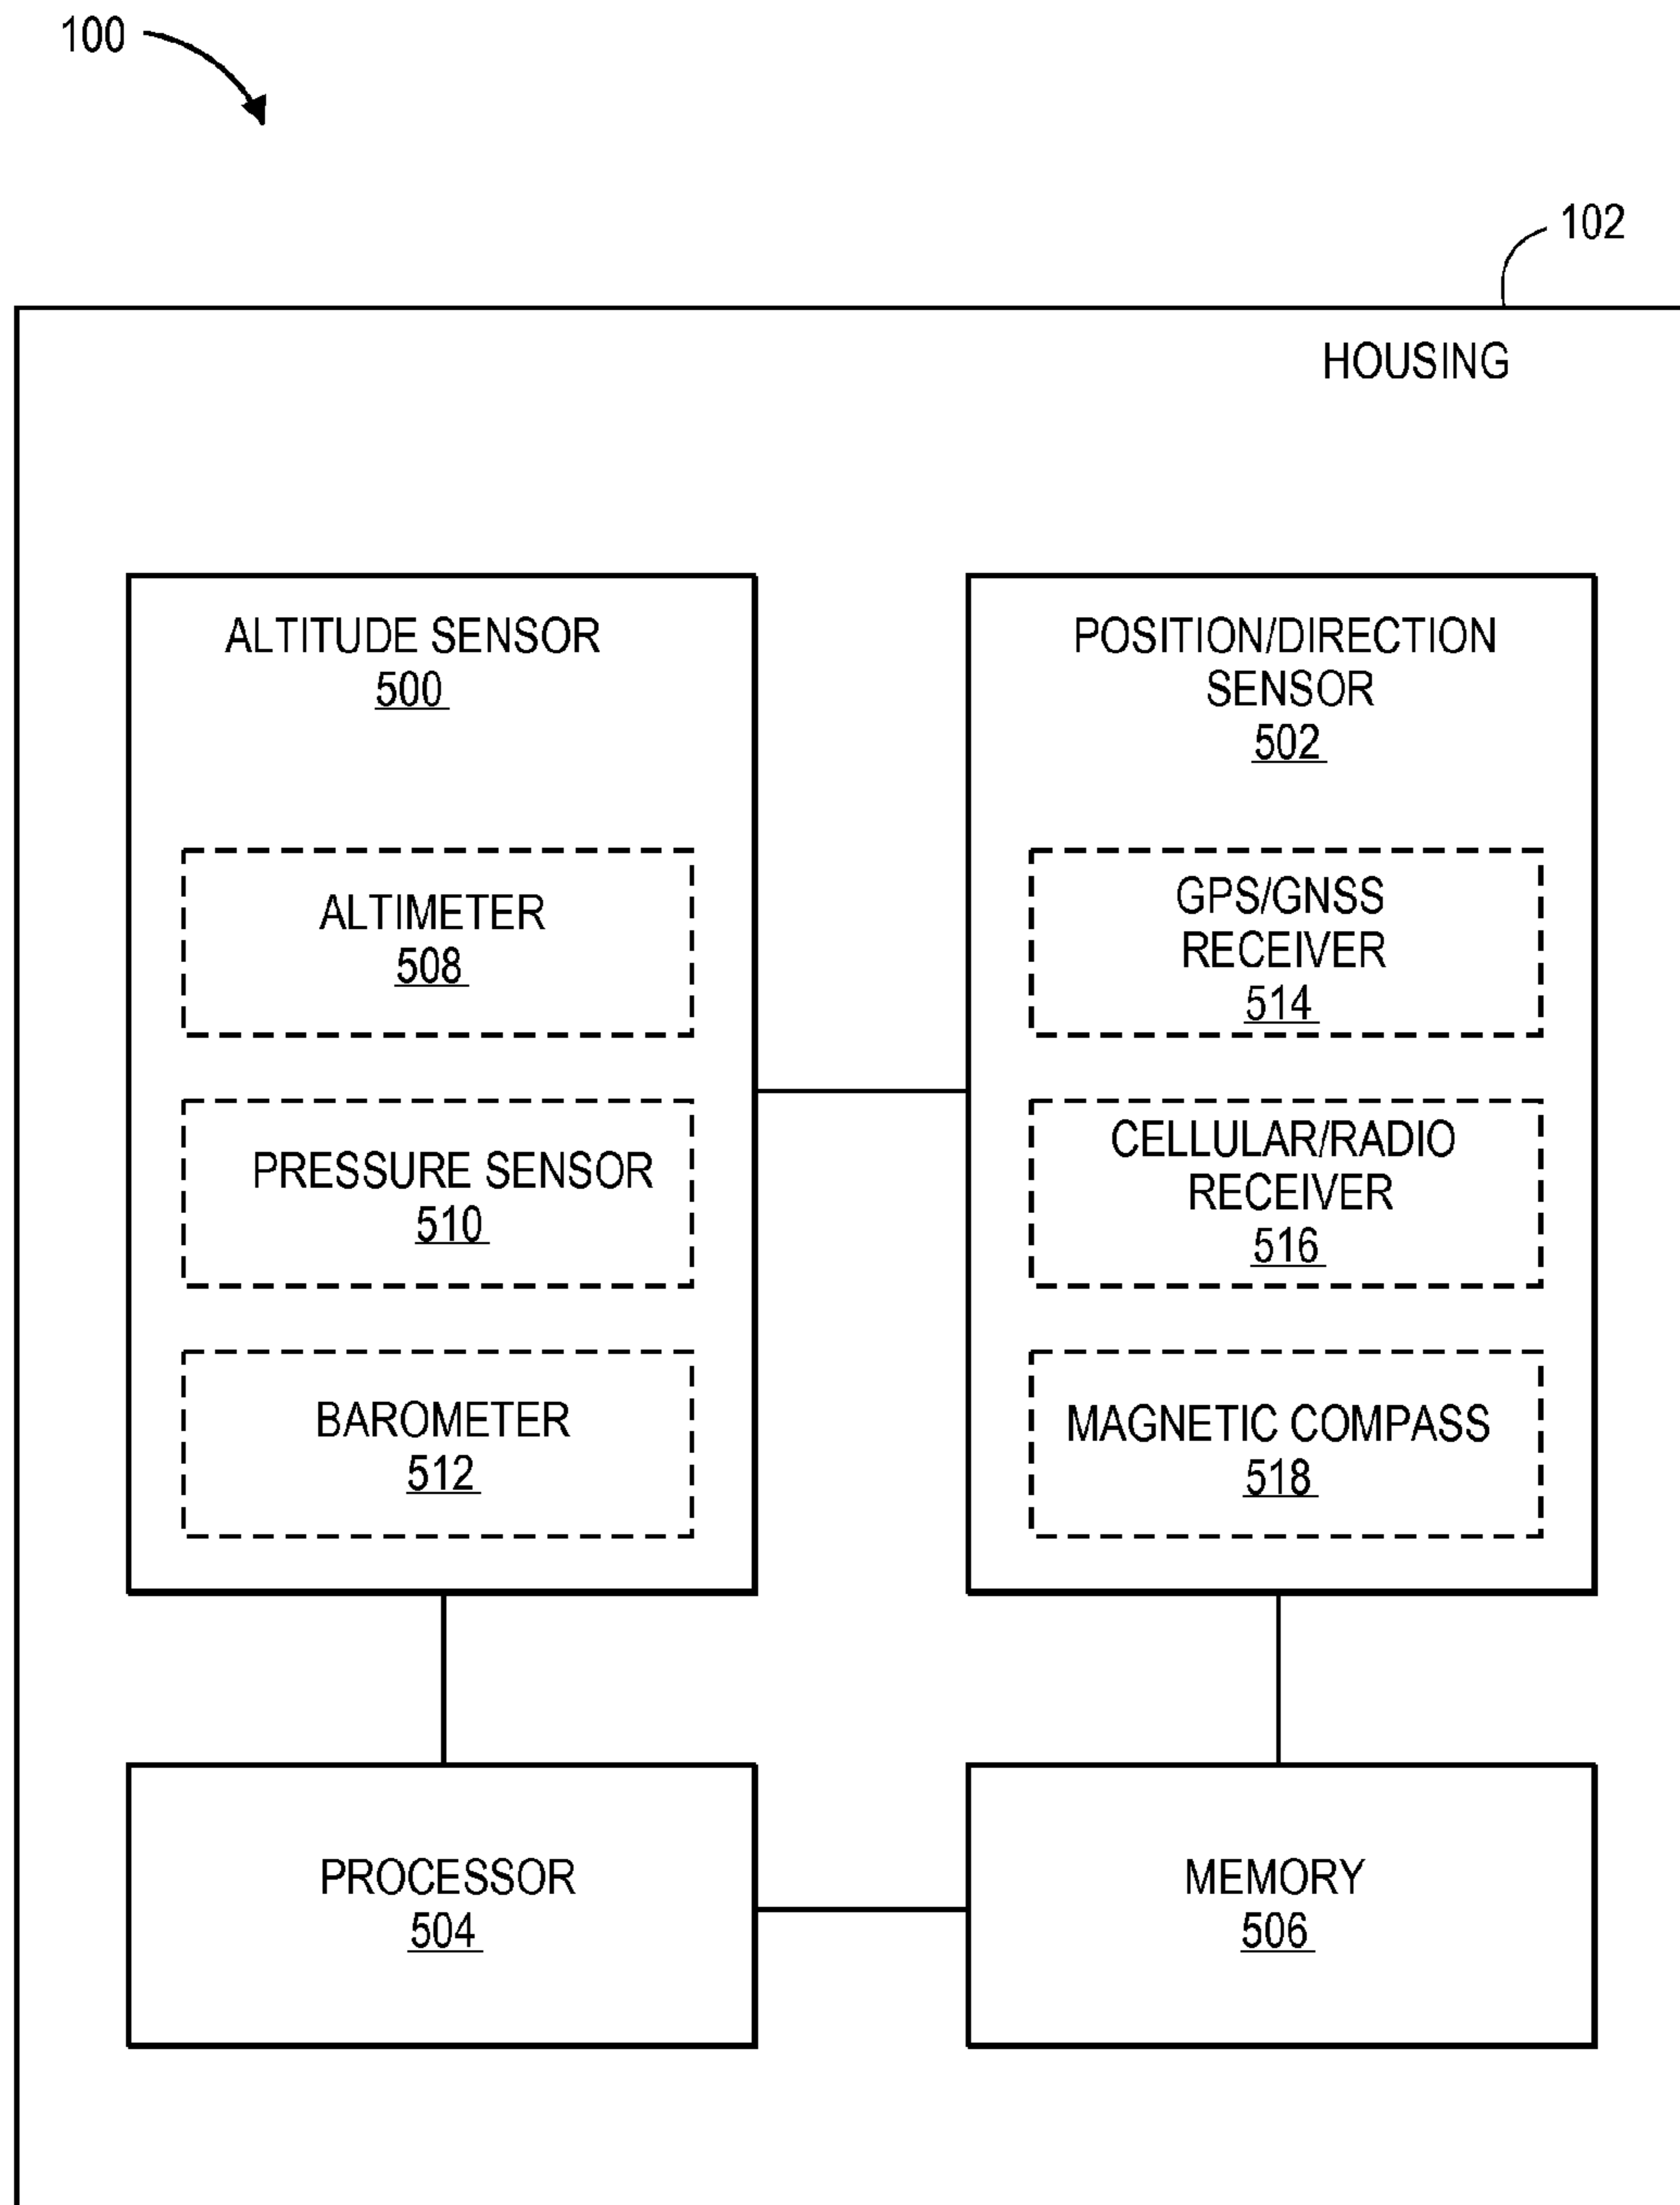 100
102
HOUSING
ALTITUDE SENSOR
500
ALTIMETER
508
PRESSURE SENSOR
510
BAROMETER
512
POSITION/DIRECTION
SENSOR
502
GPS/GNSS
RECEIVER
514
CELLULAR/RADIO
RECEIVER
516
MAGNETIC COMPASS
518
PROCESSOR
504
MEMORY
506